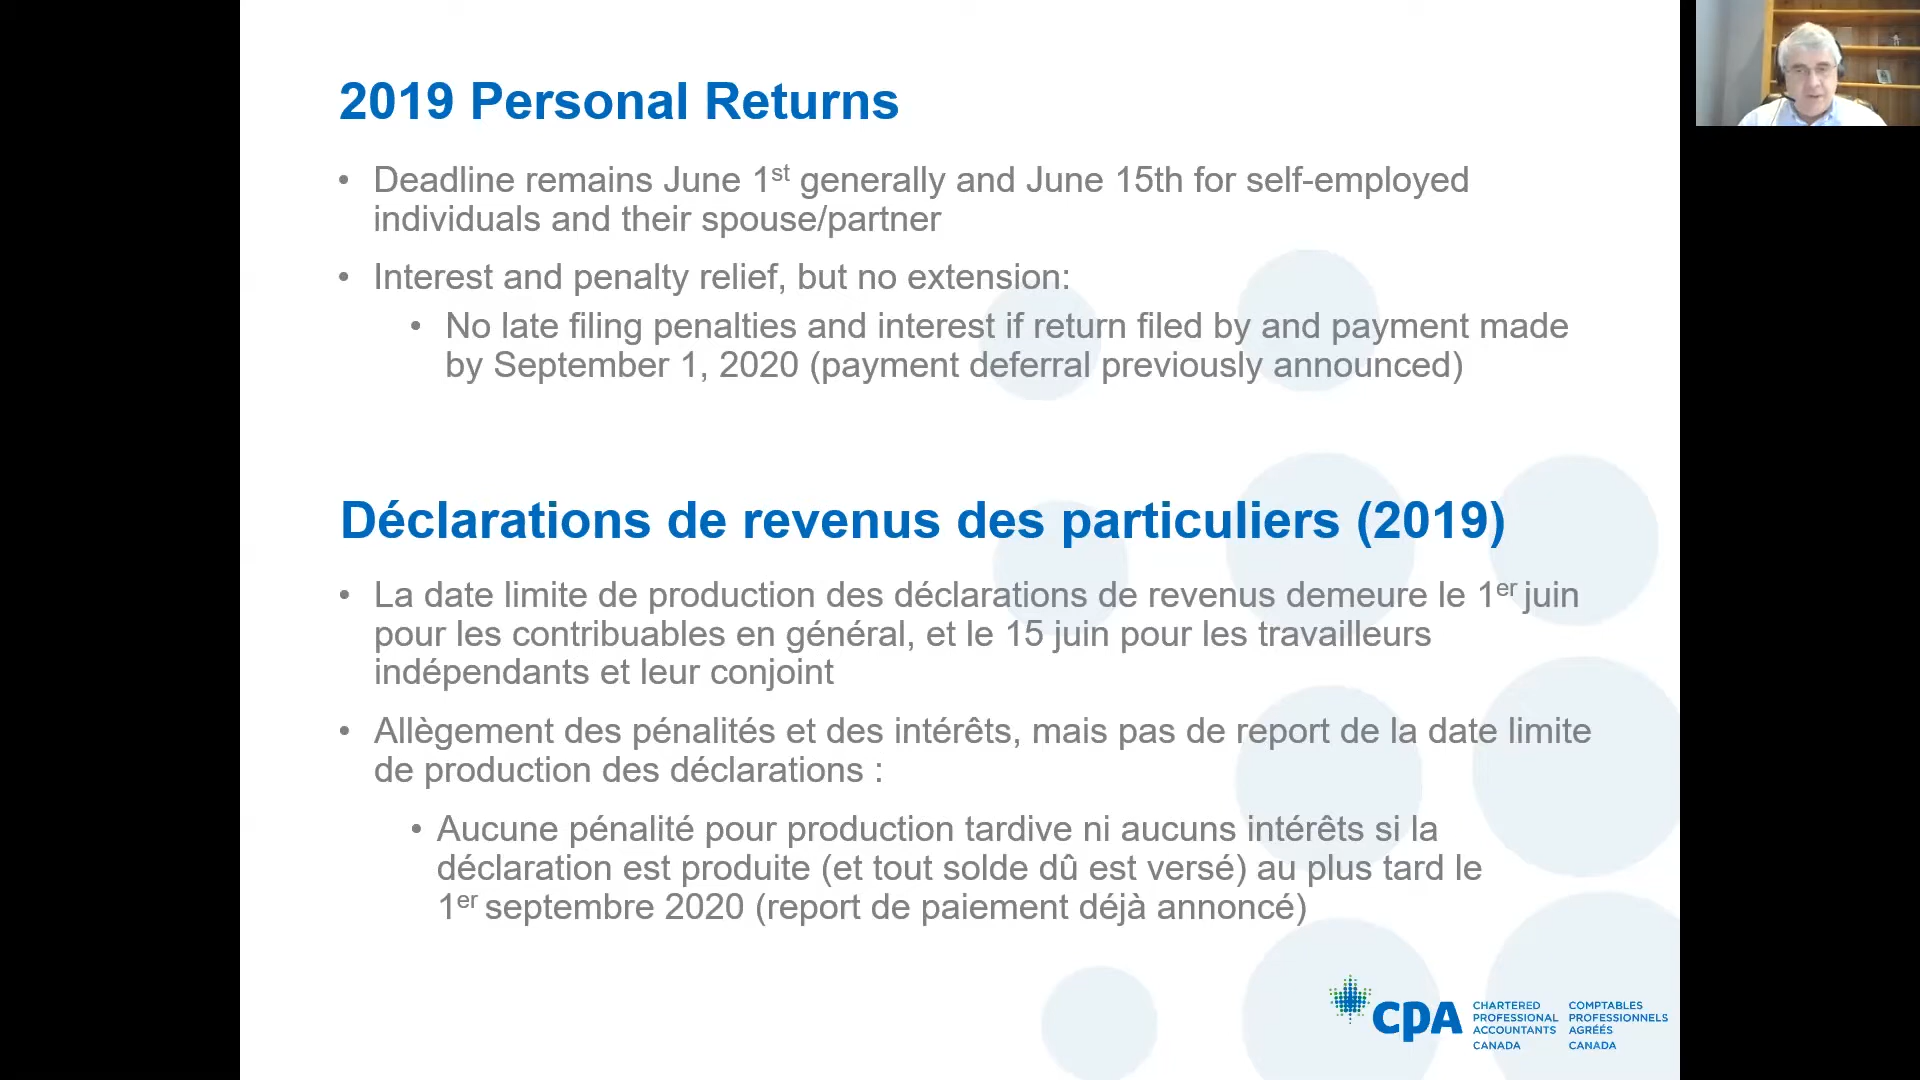 2019 Personal Returns
• Deadline remains June 1st generally and June 15th for self-employed
individuals and their spouse/partner
• Interest and penalty relief, but no extension:
• No late filing penalties and interest if return filed by and payment made
by September 1, 2020 (payment deferral previously announced)
Déclarations de revenus des particuliers (2019)
• La date limite de production des déclarations de revenus demeure le 1er juin
pour les contribuables en général, et le 15 juin pour les travailleurs
indépendants et leur conjoint
• Allègement des pénalités et des intérêts, mais pas de report de la date limite
de production des déclarations :
• Aucune pénalité pour production tardive ni aucuns intérêts si la
déclaration est produite (et tout solde dû est versé) au plus tard le
1er septembre 2020 (report de paiement déjà annoncé)
CPA
CHARTERED
PROFESSIONAL
ACCOUNTANTS
CANADA
COMPTABLES
PROFESSIONNELS
AGRÉÉS
CANADA